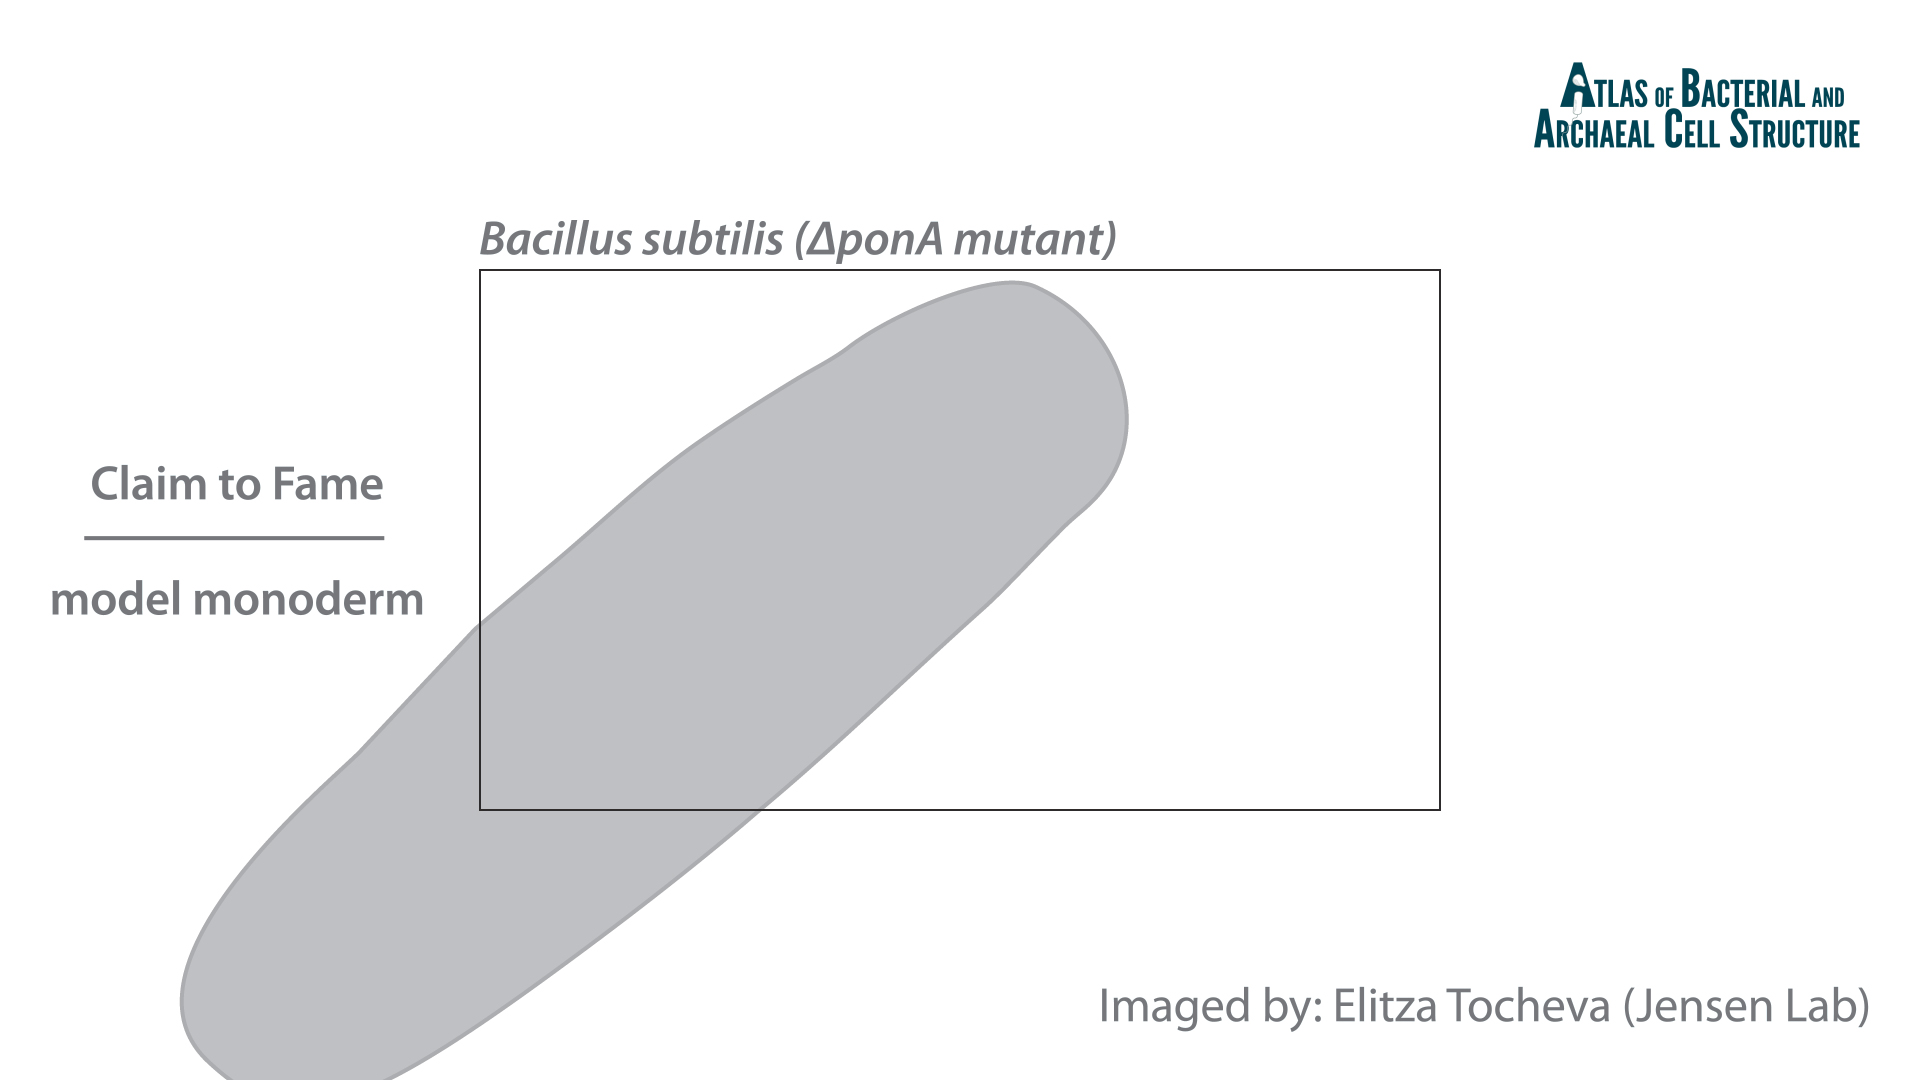 ATLAS OF BACTERIAL AND
ARCHAEAL CELL STRUCTURE
Bacillus subtilis (ΔponA mutant)
Claim to Fame
model monoderm
Imaged by: Elitza Tocheva (Jensen Lab)